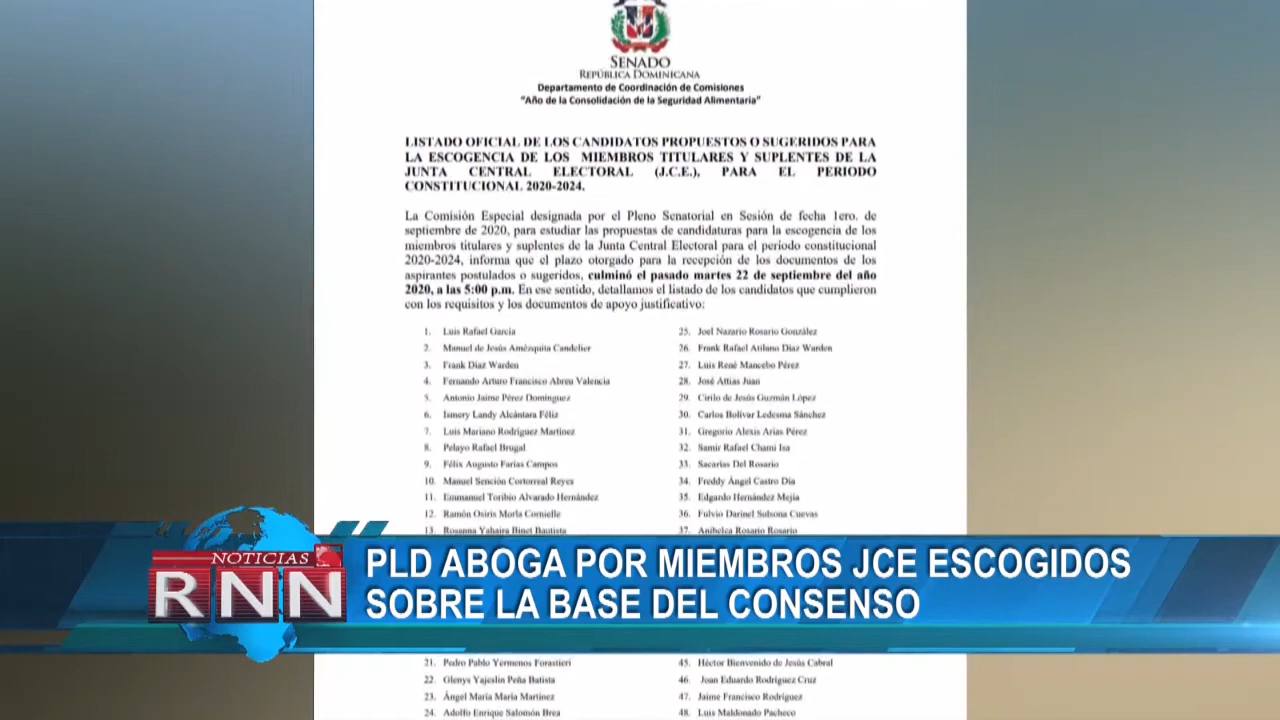 SENADO
REPÚBLICA DOMINICANA
Departamento de Coordinación de Comisiones
"Año de la Consolidación de la Seguridad Alimentaria"
LISTADO OFICIAL DE LOS CANDIDATOS PROPUESTOS O SUGERIDOS PARA
LA ESCOGENCIA DE LOS MIEMBROS TITULARES Y SUPLENTES DE LA
JUNTA CENTRAL ELECTORAL (J.C.E.), PARA EL PERIODO
CONSTITUCIONAL 2020-2024.
La Comisión Especial designada por el Pleno Senatorial en Sesión de fecha 1ero. de
septiembre de 2020, para estudiar las propuestas de candidaturas para la escogencia de los
miembros titulares y suplentes de la Junta Central Electoral para el período constitucional
2020-2024, informa que el plazo otorgado para la recepción de los documentos de los
aspirantes postulados o sugeridos, culminó el pasado martes 22 de septiembre del año
2020, a las 5:00 p.m. En ese sentido, detallamos el listado de los candidatos que cumplieron
con los requisitos y los documentos de apoyo justificativo:
1. Luis Rafael García
2. Manuel de Jesús Amézquita Candelier
3. Frank Díaz Warden
4. Fernando Arturo Francisco Abreu Valencia
5. Antonio Jaime Pérez Domínguez
6. Ismery Landy Alcántara Féliz
7. Luis Mariano Rodríguez Martínez
8. Pelayo Rafael Brugal
9. Félix Augusto Farías Campos
10. Manuel Sención Cortorreal Reyes
11. Emmanuel Toribio Alvarado Hernández
12. Ramón Osiris Morla Cornielle
13. Rosanna Yahaira Binet Bautista
21. Pedro Pablo Yermenos Forastieri
22. Glenys Yajeslin Peña Batista
23. Ángel María María Martínez
24. Adolfo Enrique Salomón Brea
25. Joel Nazario Rosario González
26. Frank Rafael Atilano Díaz Warden
27. Luis René Mancebo Pérez
28. José Attias Juan
29. Cirilo de Jesús Guzmán López
30. Carlos Bolívar Ledesma Sánchez
31. Gregorio Alexis Arias Pérez
32. Samir Rafael Chami Isa
33. Sacarías Del Rosario
34. Freddy Ángel Castro Día
35. Edgardo Hernández Mejía
36. Fulvio Darinel Sulsona Cuevas
37. Anibelca Rosario Rosario
45. Héctor Bienvenido de Jesús Cabral
46. Joan Eduardo Rodríguez Cruz
47. Jaime Francisco Rodríguez
48. Luis Maldonado Pacheco
NOTICIAS
RNN
PLD ABOGA POR MIEMBROS JCE ESCOGIDOS
SOBRE LA BASE DEL CONSENSO